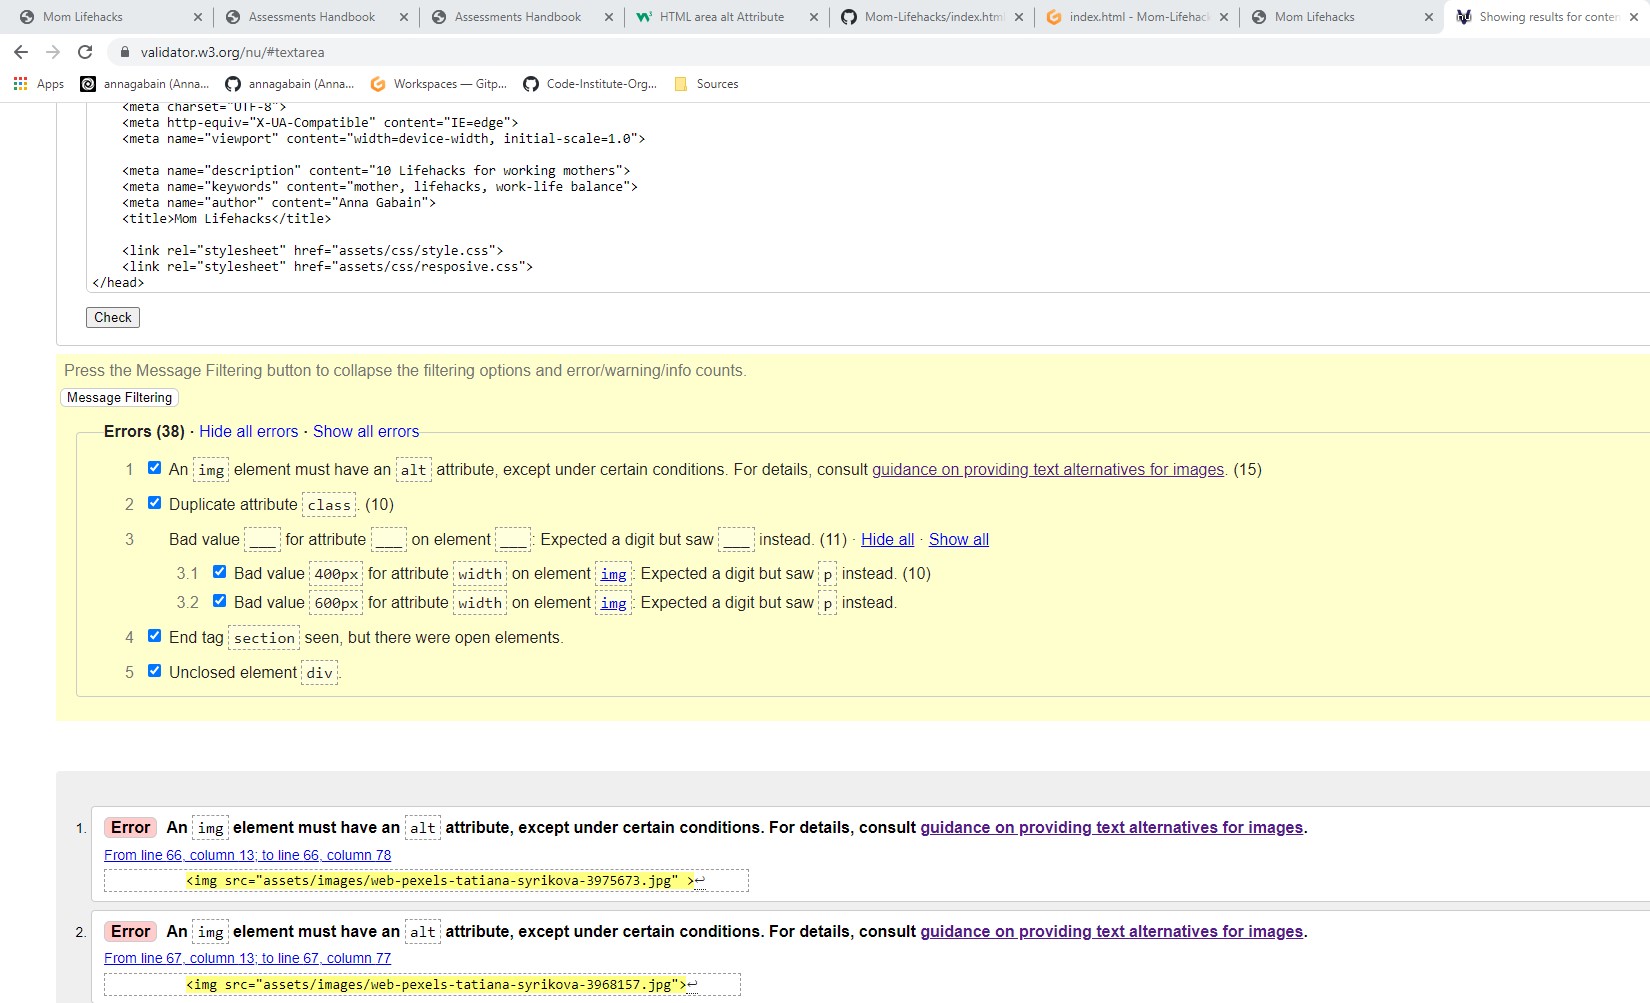 Mom Lifehacks
Assessments Handbook
Assessments Handbook
HTML area alt Attribute
Mom-Lifehacks/index.html
index.html - Mom-Lifehac
Mom Lifehacks
Showing results for conten
validator.w3.org/nu/#textarea
Apps
annagabain (Anna...
annagabain (Anna...
Workspaces — Gitp...
Code-Institute-Org...
Sources
<meta charset="UTF-8">
<meta http-equiv="X-UA-Compatible" content="IE=edge">
<meta name="viewport" content="width=device-width, initial-scale=1.0">
<meta name="description" content="10 Lifehacks for working mothers">
<meta name="keywords" content="mother, lifehacks, work-life balance">
<meta name="author" content="Anna Gabain">
<title>Mom Lifehacks</title>
<link rel="stylesheet" href="assets/css/style.css">
<link rel="stylesheet" href="assets/css/resposive.css">
</head>
Check
Press the Message Filtering button to collapse the filtering options and error/warning/info counts.
Message Filtering
Errors (38) · Hide all errors · Show all errors
1 An img element must have an alt attribute, except under certain conditions. For details, consult guidance on providing text alternatives for images. (15)
2 Duplicate attribute class. (10)
3 Bad value ___ for attribute ___ on element ___: Expected a digit but saw ___ instead. (11) · Hide all · Show all
3.1 Bad value 400px for attribute width on element img: Expected a digit but saw p instead. (10)
3.2 Bad value 600px for attribute width on element img: Expected a digit but saw p instead.
4 End tag section seen, but there were open elements.
5 Unclosed element div.
1. Error An img element must have an alt attribute, except under certain conditions. For details, consult guidance on providing text alternatives for images.
From line 66, column 13; to line 66, column 78
<img src="assets/images/web-pexels-tatiana-syrikova-3975673.jpg" >↩
2. Error An img element must have an alt attribute, except under certain conditions. For details, consult guidance on providing text alternatives for images.
From line 67, column 13; to line 67, column 77
<img src="assets/images/web-pexels-tatiana-syrikova-3968157.jpg">↩